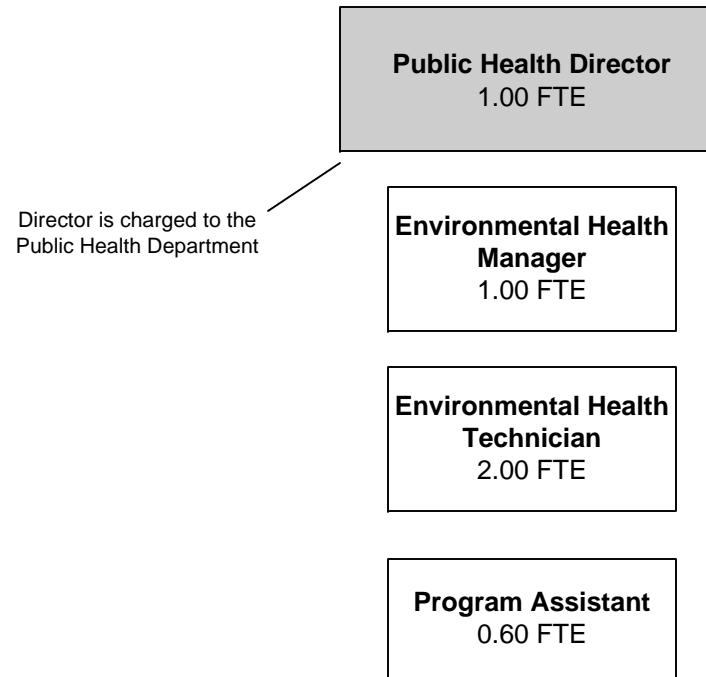 Public Health Director
1.00 FTE
Director is charged to the
Public Health Department
Environmental Health
Manager
1.00 FTE
Environmental Health
Technician
2.00 FTE
Program Assistant
0.60 FTE